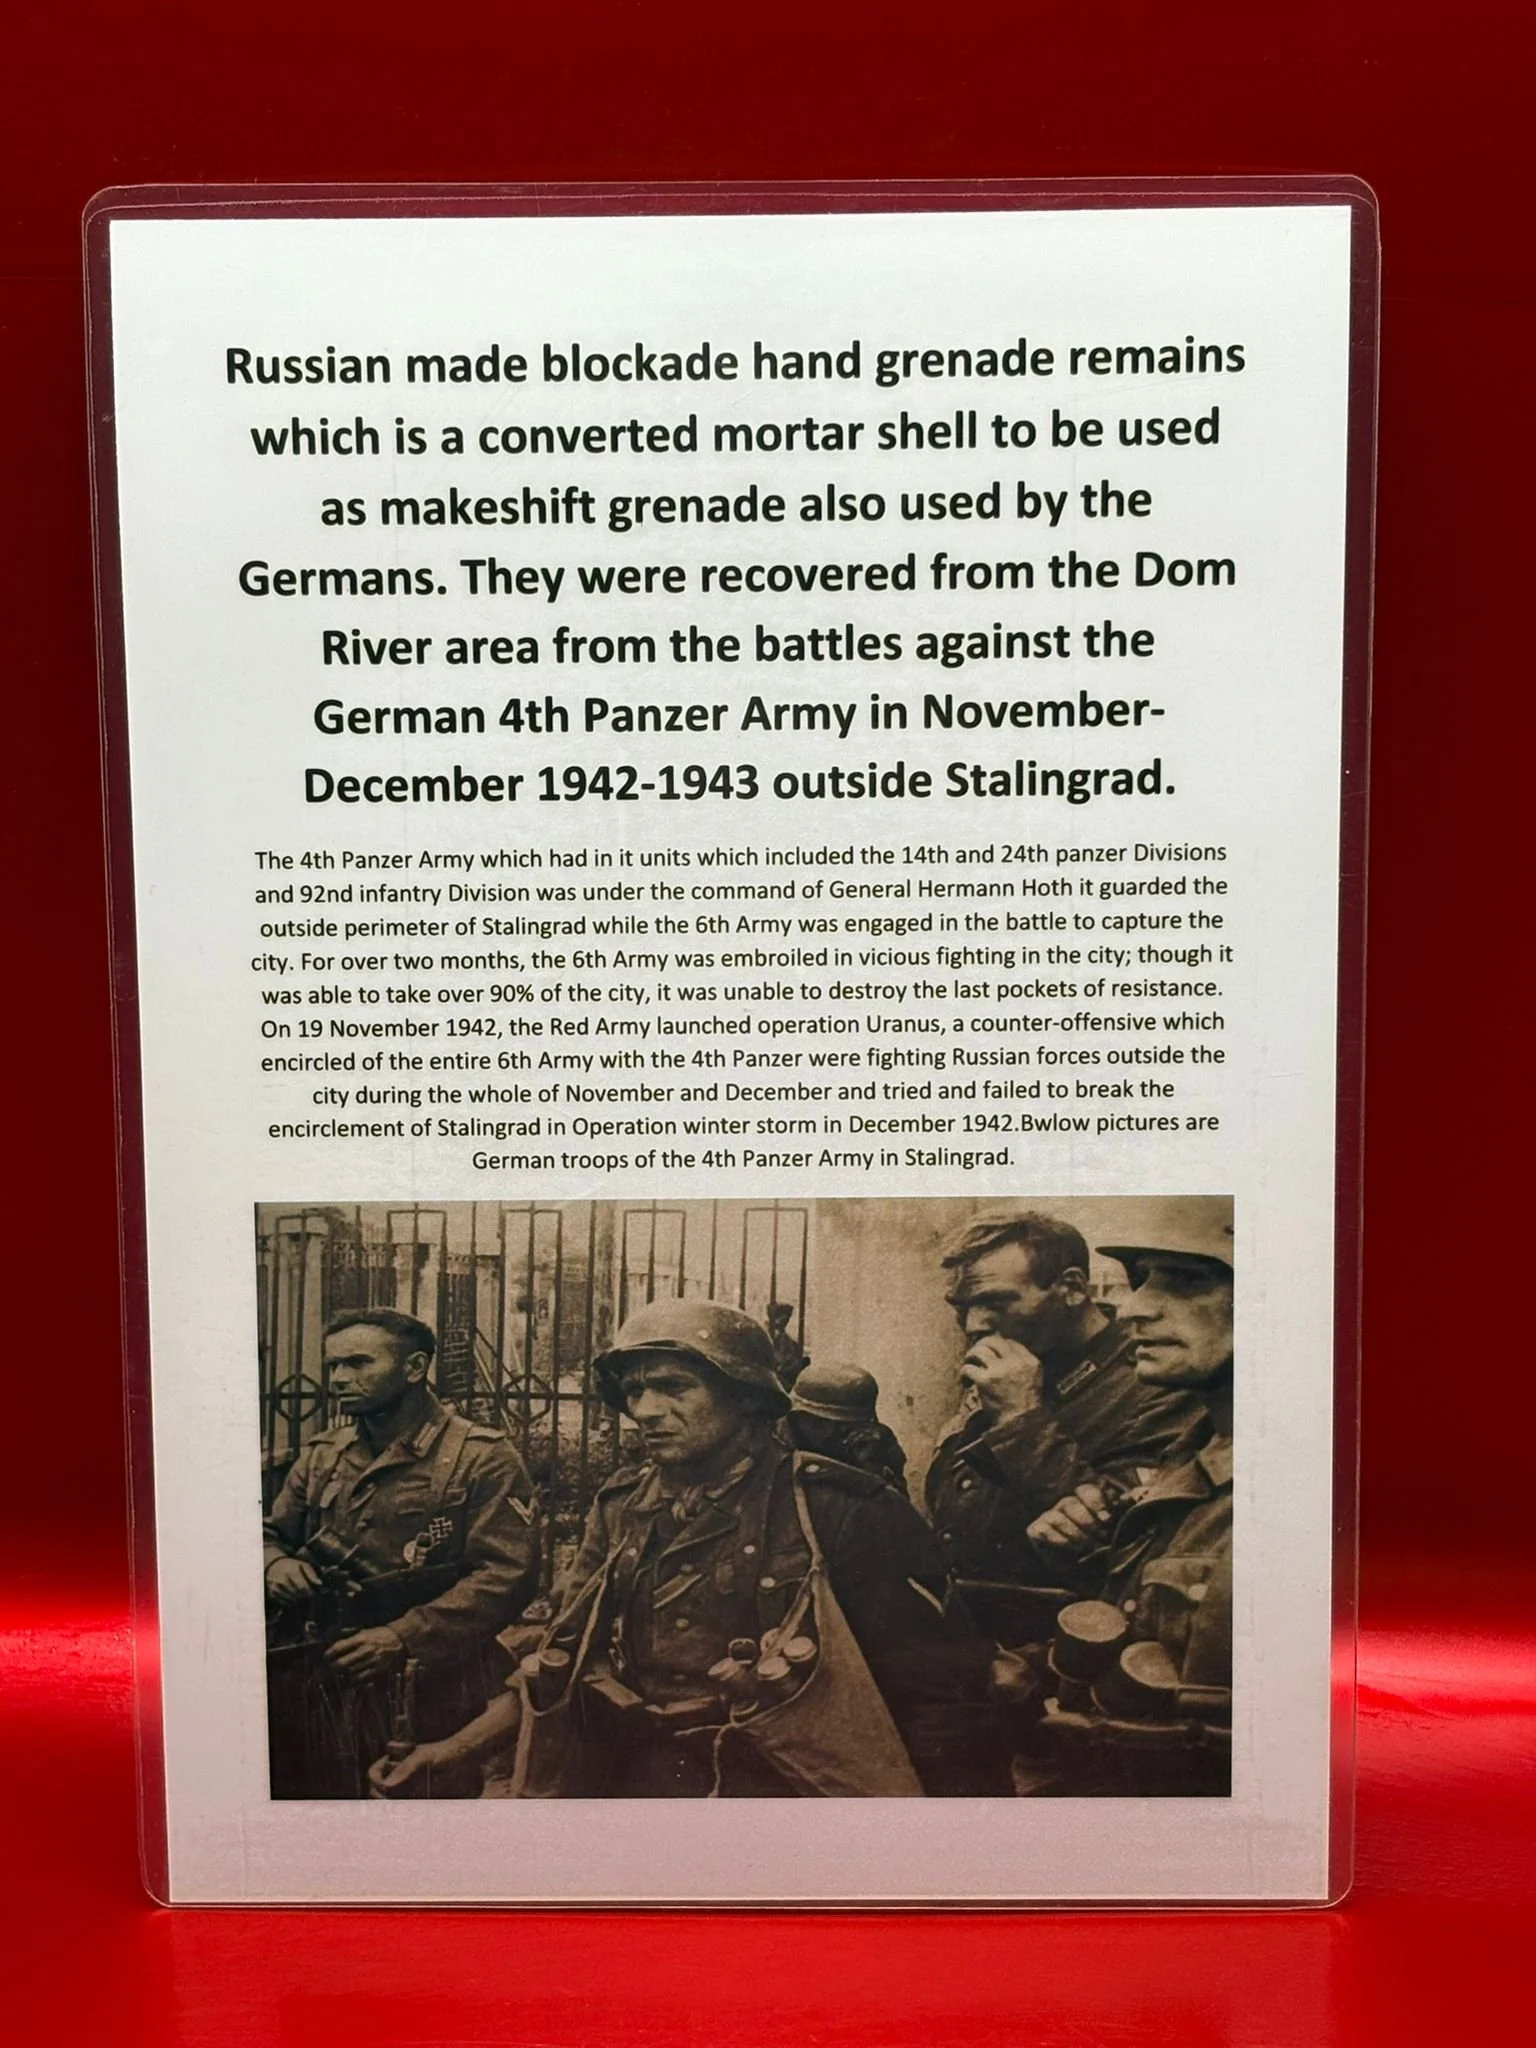 Russian made blockade hand grenade remains
which is a converted mortar shell to be used
as makeshift grenade also used by the
Germans. They were recovered from the Dom
River area from the battles against the
German 4th Panzer Army in November-
December 1942-1943 outside Stalingrad.
The 4th Panzer Army which had in it units which included the 14th and 24th panzer Divisions
and 92nd infantry Division was under the command of General Hermann Hoth it guarded the
outside perimeter of Stalingrad while the 6th Army was engaged in the battle to capture the
city. For over two months, the 6th Army was embroiled in vicious fighting in the city; though it
was able to take over 90% of the city, it was unable to destroy the last pockets of resistance.
On 19 November 1942, the Red Army launched operation Uranus, a counter-offensive which
encircled of the entire 6th Army with the 4th Panzer were fighting Russian forces outside the
city during the whole of November and December and tried and failed to break the
encirclement of Stalingrad in Operation winter storm in December 1942.Bwlow pictures are
German troops of the 4th Panzer Army in Stalingrad.